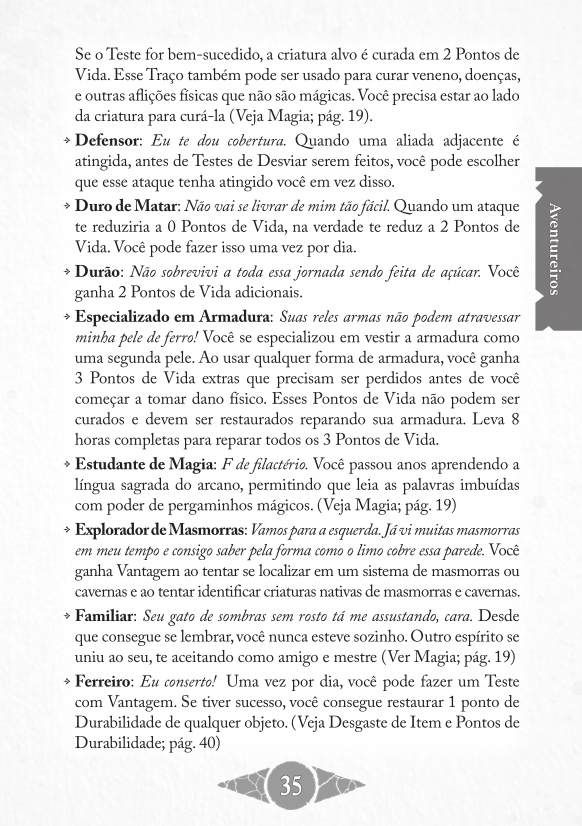 Se o Teste for bem-sucedido, a criatura alvo é curada em 2 Pontos de
Vida. Esse Traço também pode ser usado para curar veneno, doenças,
e outras aflições físicas que não são mágicas. Você precisa estar ao lado
da criatura para curá-la (Veja Magia; pág. 19).
Defensor: Eu te dou cobertura. Quando uma aliada adjacente é
atingida, antes de Testes de Desviar serem feitos, você pode escolher
que esse ataque tenha atingido você em vez disso.
Duro de Matar: Não vai se livrar de mim tão fácil. Quando um ataque
te reduziria a 0 Pontos de Vida, na verdade te reduz a 2 Pontos de
Vida. Você pode fazer isso uma vez por dia.
Durão: Não sobrevivi a toda essa jornada sendo feita de açúcar. Você
ganha 2 Pontos de Vida adicionais.
Especializado em Armadura: Suas reles armas não podem atravessar
minha pele de ferro! Você se especializou em vestir a armadura como
uma segunda pele. Ao usar qualquer forma de armadura, você ganha
3 Pontos de Vida extras que precisam ser perdidos antes de você
começar a tomar dano físico. Esses Pontos de Vida não podem ser
curados e devem ser restaurados reparando sua armadura. Leva 8
horas completas para reparar todos os 3 Pontos de Vida.
Estudante de Magia: F de filactério. Você passou anos aprendendo a
língua sagrada do arcano, permitindo que leia as palavras imbuídas
com poder de pergaminhos mágicos. (Veja Magia; pág. 19)
Explorador de Masmorras: Vamos para a esquerda. Já vi muitas masmorras
em meu tempo e consigo saber pela forma como o limo cobre essa parede. Você
ganha Vantagem ao tentar se localizar em um sistema de masmorras ou
cavernas e ao tentar identificar criaturas nativas de masmorras e cavernas.
Familiar: Seu gato de sombras sem rosto tá me assustando, cara. Desde
que consegue se lembrar, você nunca esteve sozinho. Outro espírito se
uniu ao seu, te aceitando como amigo e mestre (Ver Magia; pág. 19)
Ferreiro: Eu conserto! Uma vez por dia, você pode fazer um Teste
com Vantagem. Se tiver sucesso, você consegue restaurar 1 ponto de
Durabilidade de qualquer objeto. (Veja Desgaste de Item e Pontos de
Durabilidade; pág. 40)
Aventureiros
35